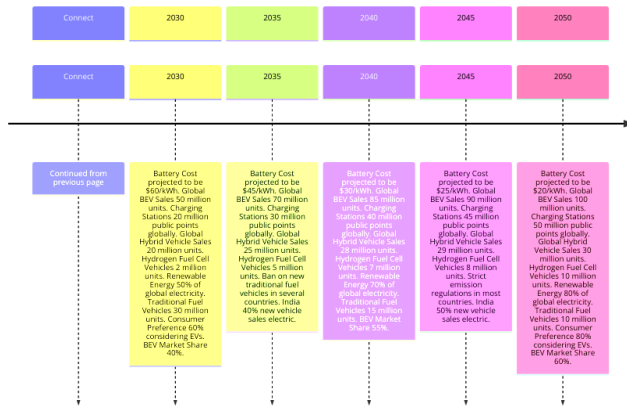 Connect
2030
2035
2040
2045
2050
Connect
2030
2035
2040
2045
2050
Continued from
previous page
Battery Cost
projected to be
$60/kWh. Global
BEV Sales 50 million
units. Charging
Stations 20 million
public points
globally. Global
Hybrid Vehicle Sales
20 million units.
Hydrogen Fuel Cell
Vehicles 2 million
units. Renewable
Energy 50% of
global electricity.
Traditional Fuel
Vehicles 30 million
units. Consumer
Preference 60%
considering EVs.
BEV Market Share
40%.
Battery Cost
projected to be
$45/kWh. Global
BEV Sales 70 million
units. Charging
Stations 30 million
public points
globally. Global
Hybrid Vehicle Sales
25 million units.
Hydrogen Fuel Cell
Vehicles 5 million
units. Ban on new
traditional fuel
vehicles in several
countries. India
40% new vehicle
sales electric.
Battery Cost
projected to be
$30/kWh. Global
BEV Sales 85 million
units. Charging
Stations 40 million
public points
globally. Global
Hybrid Vehicle Sales
28 million units.
Hydrogen Fuel Cell
Vehicles 7 million
units. Renewable
Energy 70% of
global electricity.
Traditional Fuel
Vehicles 15 million
units. BEV Market
Share 55%.
Battery Cost
projected to be
$25/kWh. Global
BEV Sales 90 million
units. Charging
Stations 45 million
public points
globally. Global
Hybrid Vehicle Sales
29 million units.
Hydrogen Fuel Cell
Vehicles 8 million
units. Strict
emission
regulations in most
countries. India
50% new vehicle
sales electric.
Battery Cost
projected to be
$20/kWh. Global
BEV Sales 100
million units.
Charging Stations
50 million public
points globally.
Global Hybrid
Vehicle Sales 30
million units.
Hydrogen Fuel Cell
Vehicles 10 million
units. Renewable
Energy 80% of
global electricity.
Traditional Fuel
Vehicles 10 million
units. Consumer
Preference 80%
considering EVs.
BEV Market Share
60%.